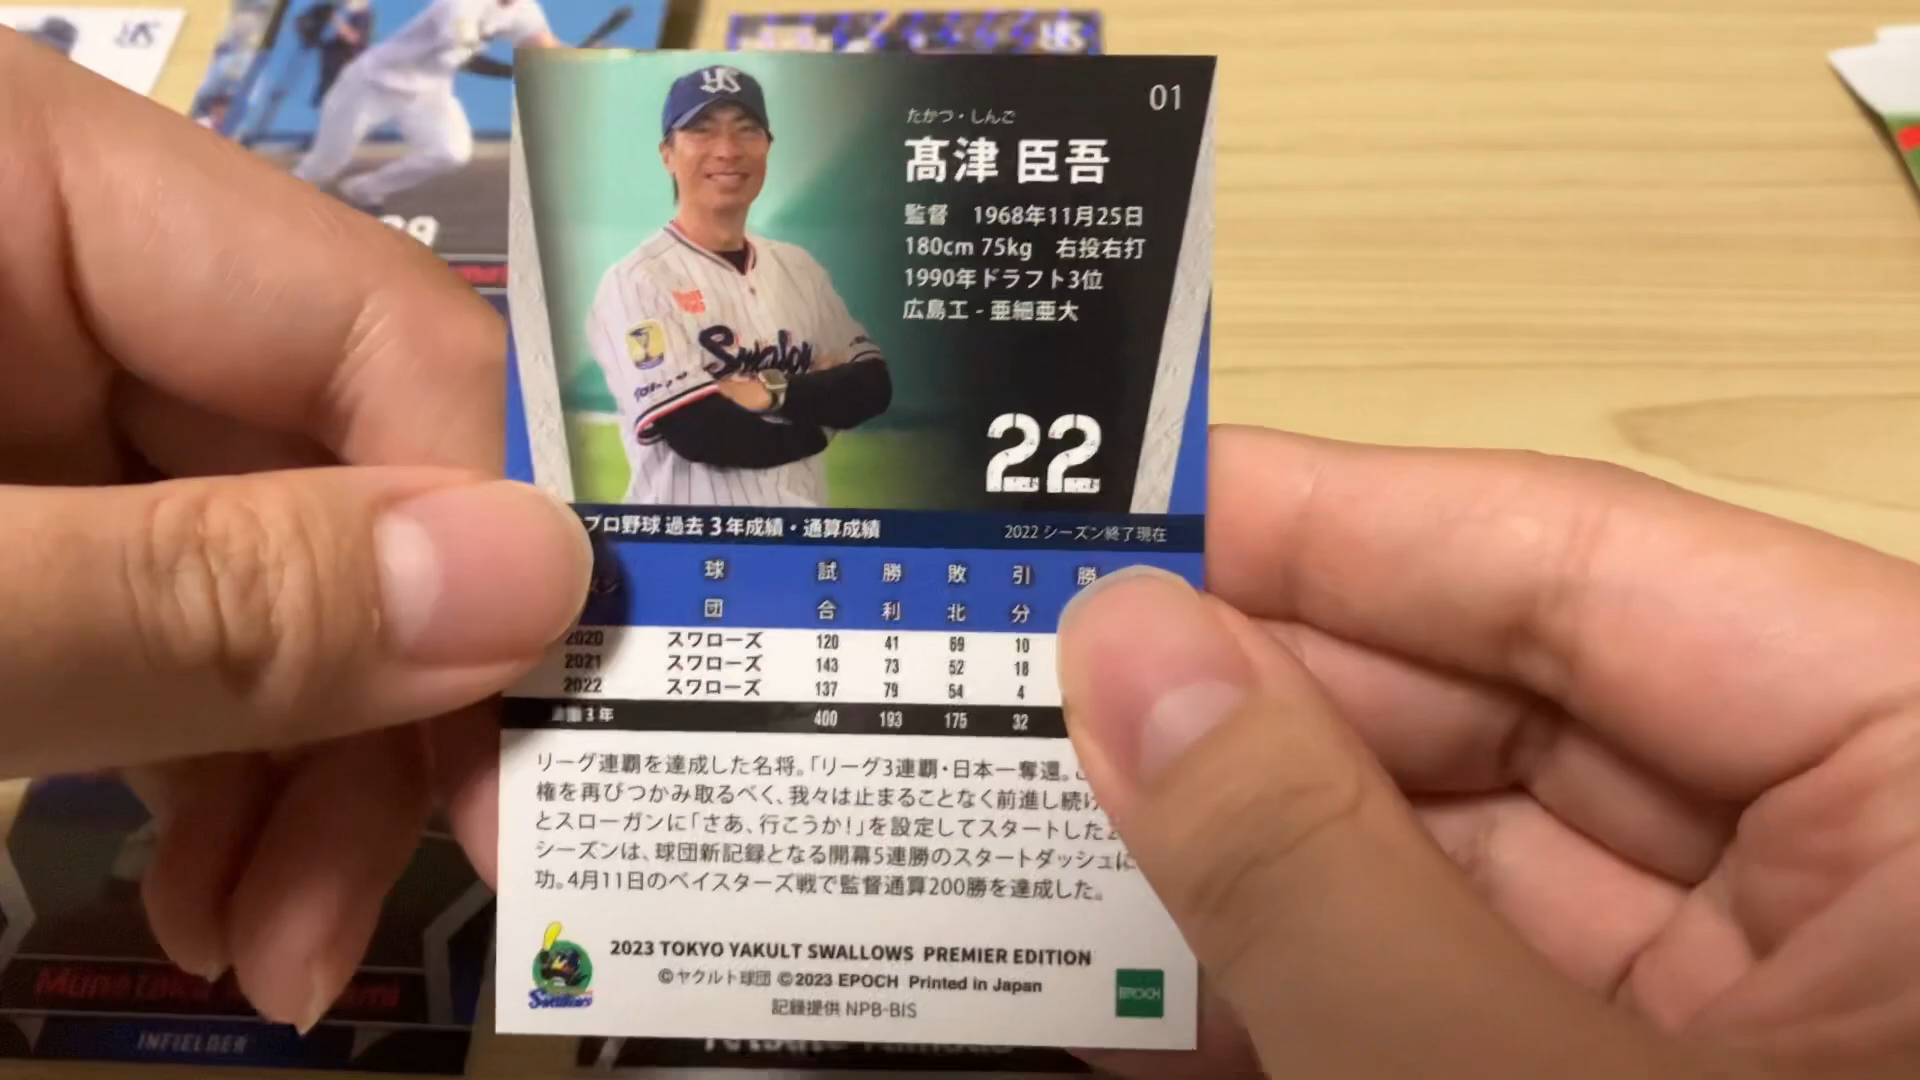 YS
01
たかつ・しんご
髙津 臣吾
監督 1968年11月25日
180cm 75kg 右投右打
1990年ドラフト3位
広島工 - 亜細亜大
Swallow
22
プロ野球 過去 3 年成績・通算成績 2022 シーズン終了現在
球団 試合 勝利 敗北 引分 勝
2020 スワローズ 120 41 69 10
2021 スワローズ 143 73 52 18
2022 スワローズ 137 79 54 4
3 年 400 193 175 32
リーグ連覇を達成した名将。「リーグ3連覇・日本一奪還。
権を再びつかみ取るべく、我々は止まることなく前進し続け
とスローガンに「さあ、行こうか!」を設定してスタートした
シーズンは、球団新記録となる開幕5連勝のスタートダッシュに
功。4月11日のベイスターズ戦で監督通算200勝を達成した。
2023 TOKYO YAKULT SWALLOWS PREMIER EDITION
©ヤクルト球団 ©2023 EPOCH Printed in Japan
記録提供 NPB-BIS
Swallows
EPOCH
INFIELDER